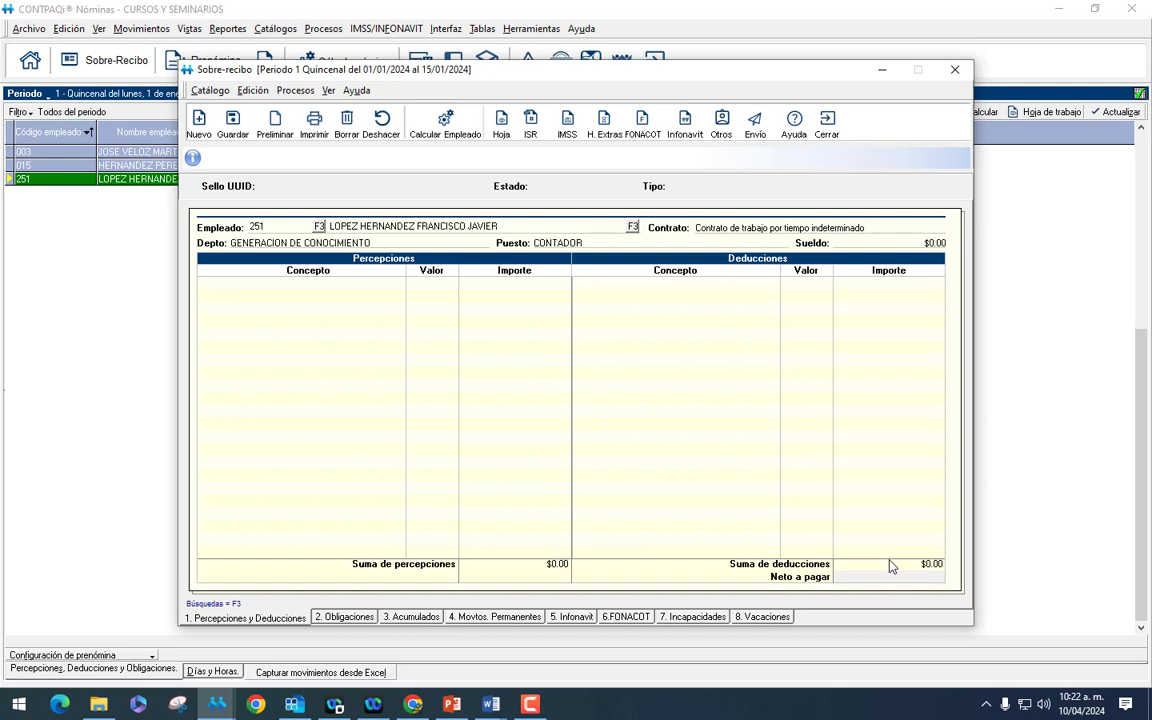 CONTPAQi® Nóminas - CURSOS Y SEMINARIOS
Archivo Edición Ver Movimientos Vistas Reportes Catálogos Procesos IMSS/INFONAVIT Interfaz Tablas Herramientas Ayuda
Sobre-Recibo
Sobre-recibo [Periodo 1 Quincenal del 01/01/2024 al 15/01/2024]
Catálogo Edición Procesos Ver Ayuda
Periodo 1 - Quincenal del lunes, 1 de ene
Filtro Todos del periodo
Hoja de trabajo Actualizar
Nuevo Guardar Preliminar Imprimir Borrar Deshacer Calcular Empleado Hoja ISR IMSS H. Extras FONACOT Infonavit Otros Envío Ayuda Cerrar
Código empleado Nombre emplea
003 JOSE VELOZ MART
015 HERNANDEZ PERE
251 LOPEZ HERNANDE
Sello UUID: Estado: Tipo:
Empleado: 251 F3 LOPEZ HERNANDEZ FRANCISCO JAVIER F3 Contrato: Contrato de trabajo por tiempo indeterminado
Depto: GENERACION DE CONOCIMIENTO Puesto: CONTADOR Sueldo: $0.00
Percepciones Deducciones
Concepto Valor Importe Concepto Valor Importe
Suma de percepciones $0.00 Suma de deducciones $0.00
Neto a pagar
Búsquedas = F3
1. Percepciones y Deducciones 2. Obligaciones 3. Acumulados 4. Movtos. Permanentes 5. Infonavit 6.FONACOT 7. Incapacidades 8. Vacaciones
Configuración de prenómina
Percepciones, Deducciones y Obligaciones. Días y Horas. Capturar movimientos desde Excel
10:22 a. m.
10/04/2024